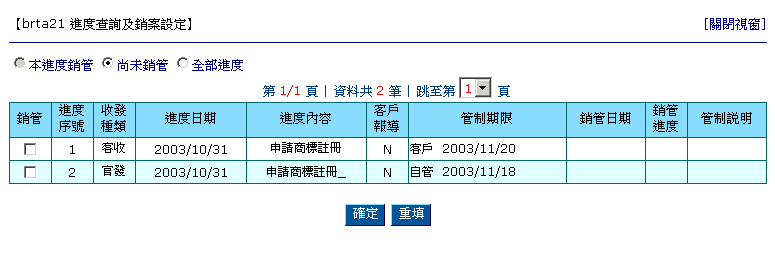 【brta21 進度查詢及銷案設定】 [關閉視窗]
本進度銷管 尚未銷管 全部進度
第 1/1 頁 | 資料共 2 筆 | 跳至第 1 頁
銷管 進度序號 收發種類 進度日期 進度內容 客戶報導 管制期限 銷管日期 銷管進度 管制說明
1 客收 2003/10/31 申請商標註冊 N 客戶 2003/11/20
2 官發 2003/10/31 申請商標註冊_ N 自管 2003/11/18
確定 重填